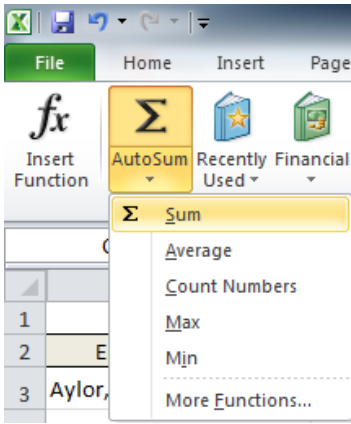 File Home Insert Page
fx Σ
Insert Function AutoSum Recently Used Financial
Σ Sum
Average
Count Numbers
1 Max
2 E Min
3 Aylor, More Functions...